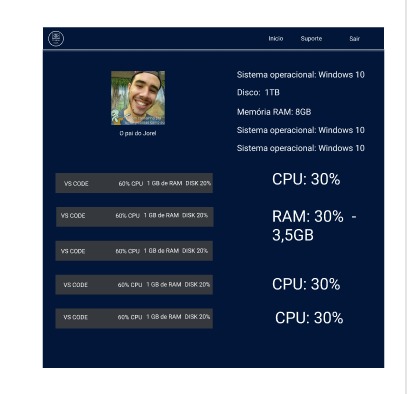 Início Suporte Sair
Sistema operacional: Windows 10
Disco: 1TB
Memória RAM: 8GB
Sistema operacional: Windows 10
Sistema operacional: Windows 10
O pai do Jorel
VS CODE 60% CPU 1 GB de RAM DISK 20%
VS CODE 60% CPU 1 GB de RAM DISK 20%
VS CODE 60% CPU 1 GB de RAM DISK 20%
VS CODE 60% CPU 1 GB de RAM DISK 20%
VS CODE 60% CPU 1 GB de RAM DISK 20%
CPU: 30%
RAM: 30% -
3,5GB
CPU: 30%
CPU: 30%